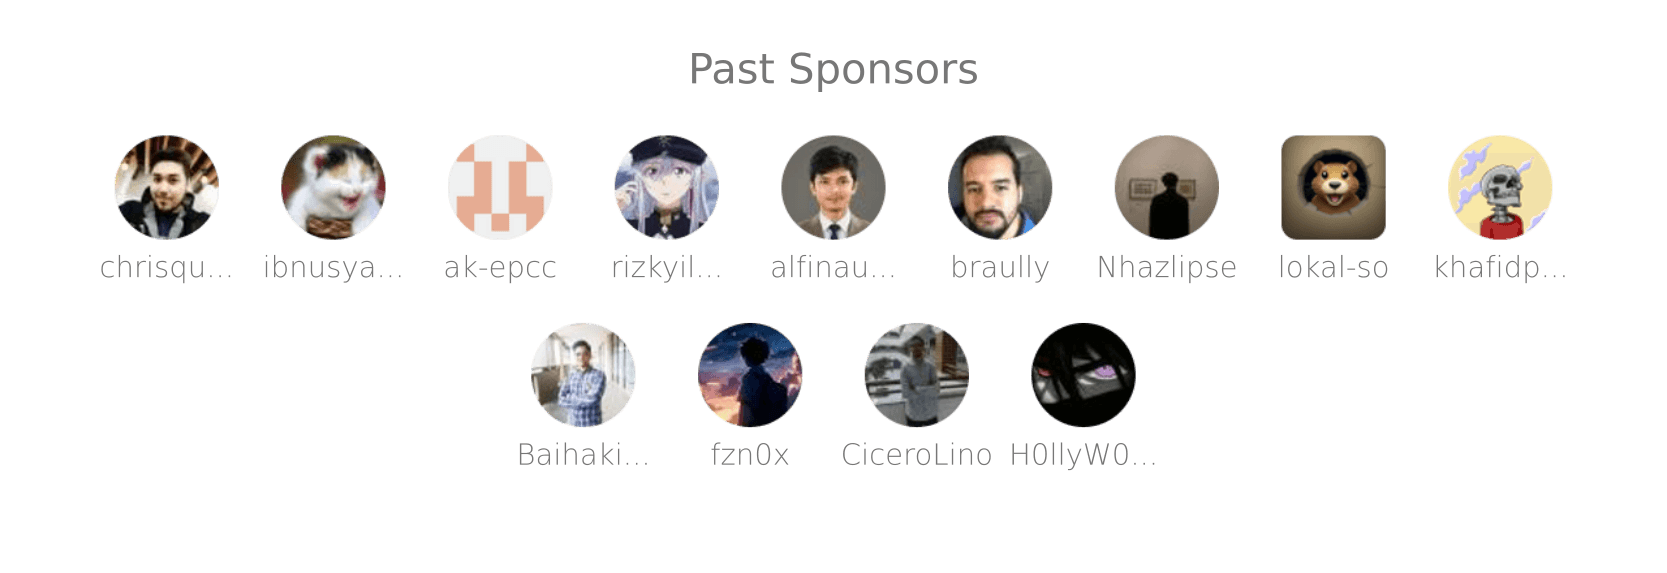 Past Sponsors
chrisqu... ibnusya... ak-epcc rizkyil... alfinau... braully Nhazlipse lokal-so khafidp...
Baihaki... fzn0x CiceroLino H0llyW0...